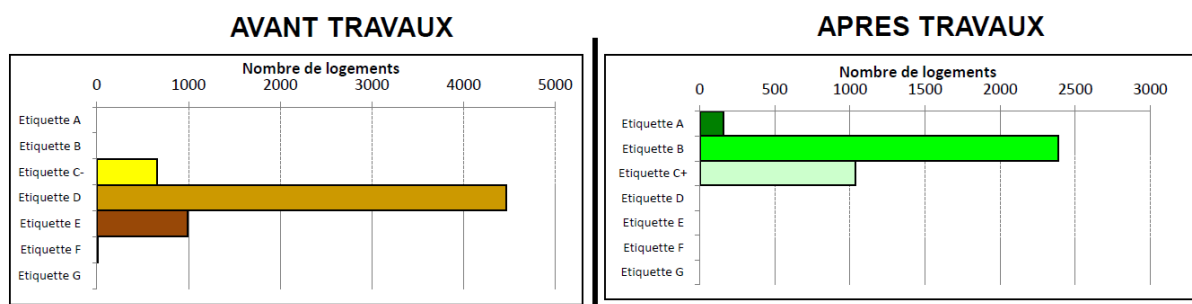 AVANT TRAVAUX
Nombre de logements
0 1000 2000 3000 4000 5000
Etiquette A
Etiquette B
Etiquette C-
Etiquette D
Etiquette E
Etiquette F
Etiquette G
APRES TRAVAUX
Nombre de logements
0 500 1000 1500 2000 2500 3000
Etiquette A
Etiquette B
Etiquette C+
Etiquette D
Etiquette E
Etiquette F
Etiquette G